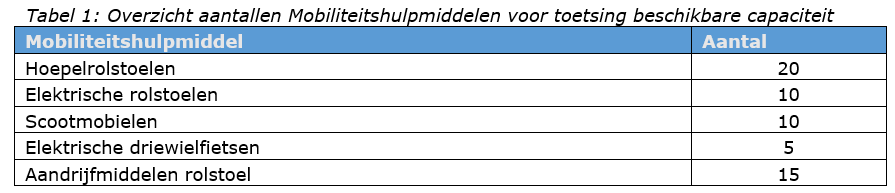 Tabel 1: Overzicht aantallen Mobiliteitshulpmiddelen voor toetsing beschikbare capaciteit
Mobiliteitshulpmiddel Aantal
Hoepelrolstoelen 20
Elektrische rolstoelen 10
Scootmobielen 10
Elektrische driewielfietsen 5
Aandrijfmiddelen rolstoel 15